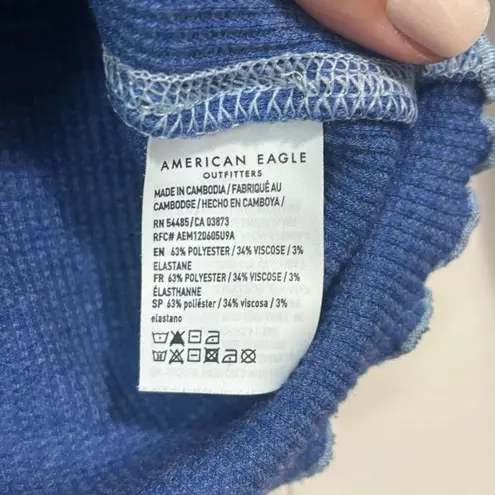 AMERICAN EAGLE
OUTFITTERS
MADE IN CAMBODIA / FABRIQUÉ AU
CAMBODGE / HECHO EN CAMBOYA /
RN 54485 / CA 03873
RFC# AEM120605U9A
EN 63% POLYESTER / 34% VISCOSE / 3%
ELASTANE
FR 63% POLYESTER / 34% VISCOSE / 3%
ÉLASTHANNE
SP 63% poliéster / 34% viscosa / 3%
elastano